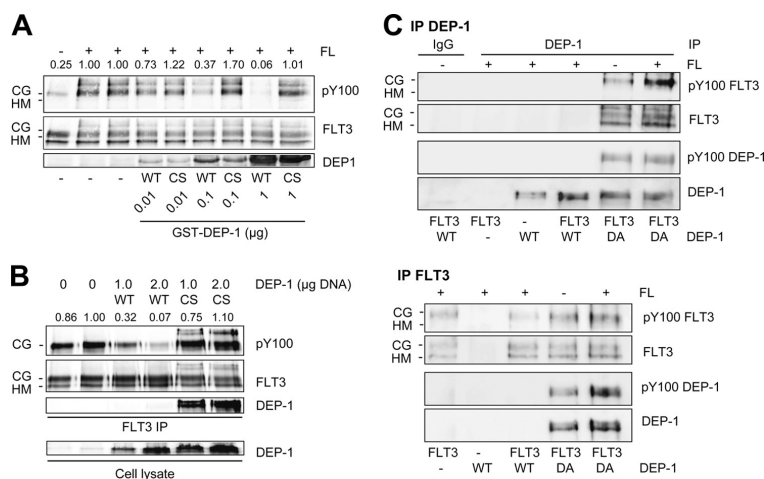 A
- + + + + + + + + FL
0.25 1.00 1.00 0.73 1.22 0.37 1.70 0.06 1.01
CG -
HM -
pY100
CG -
HM -
FLT3
DEP1
- - - WT CS WT CS WT CS
- - - 0.01 0.01 0.1 0.1 1 1
GST-DEP-1 (µg)
B
0 0 1.0 2.0 1.0 2.0 DEP-1 (µg DNA)
WT WT CS CS
0.86 1.00 0.32 0.07 0.75 1.10
CG -
pY100
CG -
HM -
FLT3
DEP-1
FLT3 IP
DEP-1
Cell lysate
C IP DEP-1
IgG DEP-1 IP
- + + + - + FL
CG -
HM -
pY100 FLT3
CG -
HM -
FLT3
pY100 DEP-1
DEP-1
FLT3 FLT3 - FLT3 FLT3 FLT3
WT - WT WT DA DA DEP-1
IP FLT3
+ + + - + FL
CG -
HM -
pY100 FLT3
CG -
HM -
FLT3
pY100 DEP-1
DEP-1
FLT3 - FLT3 FLT3 FLT3
- WT WT DA DA DEP-1